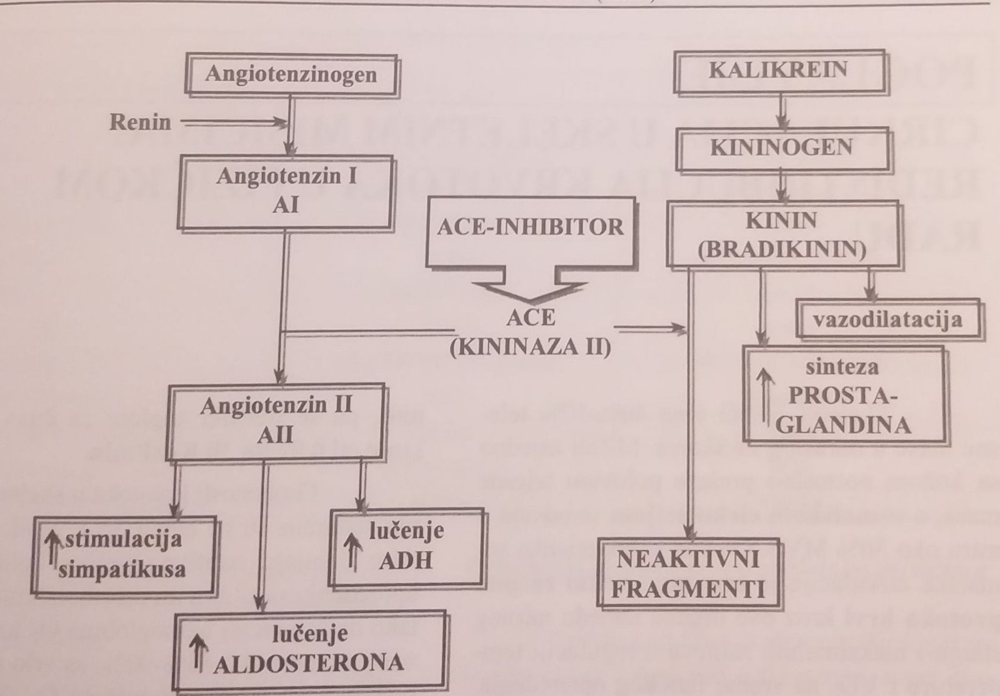 Angiotenzinogen
Renin
Angiotenzin I
AI
KALIKREIN
KININOGEN
KININ
(BRADIKININ)
ACE-INHIBITOR
ACE
(KININAZA II)
vazodilatacija
sinteza
PROSTA-
GLANDINA
Angiotenzin II
AII
stimulacija
simpatikusa
lučenje
ADH
lučenje
ALDOSTERONA
NEAKTIVNI
FRAGMENTI